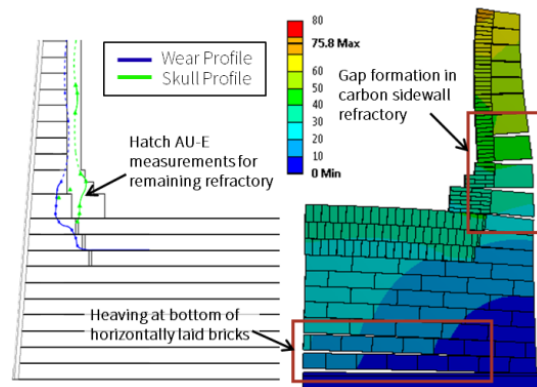 Wear Profile
Skull Profile
Hatch AU-E
measurements for
remaining refractory
Heaving at bottom of
horizontally laid bricks
80
75.8 Max
60
50
40
30
20
10
0 Min
Gap formation in
carbon sidewall
refractory